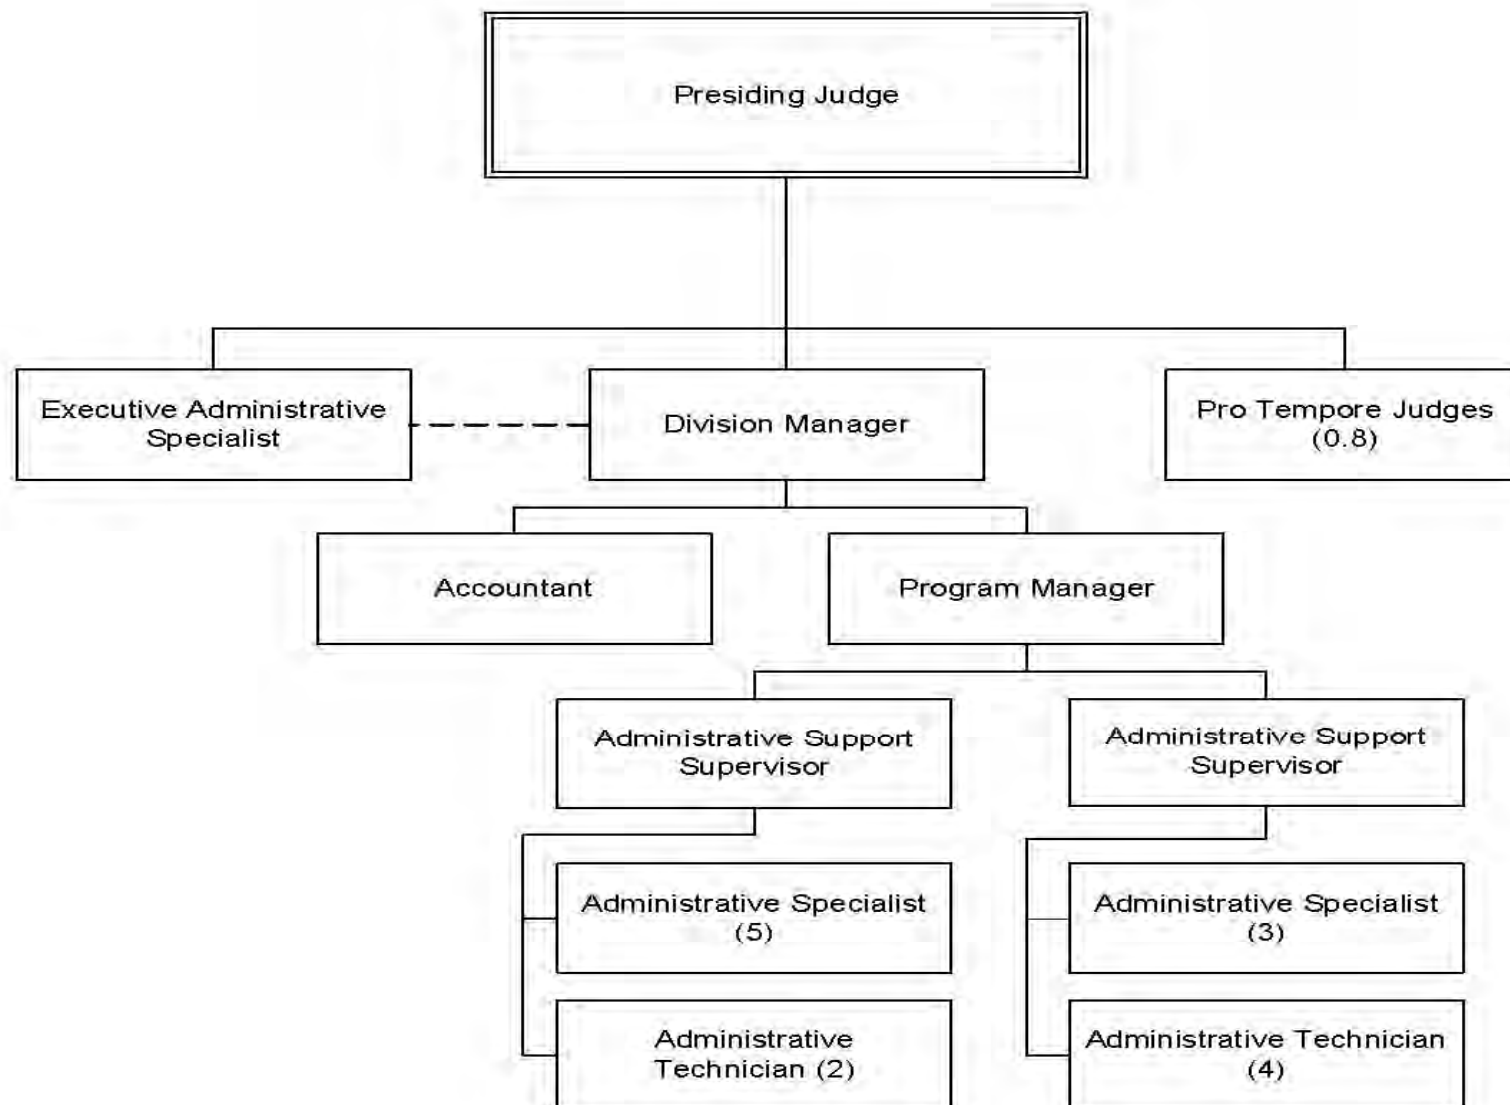 Presiding Judge
Executive Administrative
Specialist
Division Manager
Pro Tempore Judges
(0.8)
Accountant
Program Manager
Administrative Support
Supervisor
Administrative Support
Supervisor
Administrative Specialist
(5)
Administrative Specialist
(3)
Administrative
Technician (2)
Administrative Technician
(4)